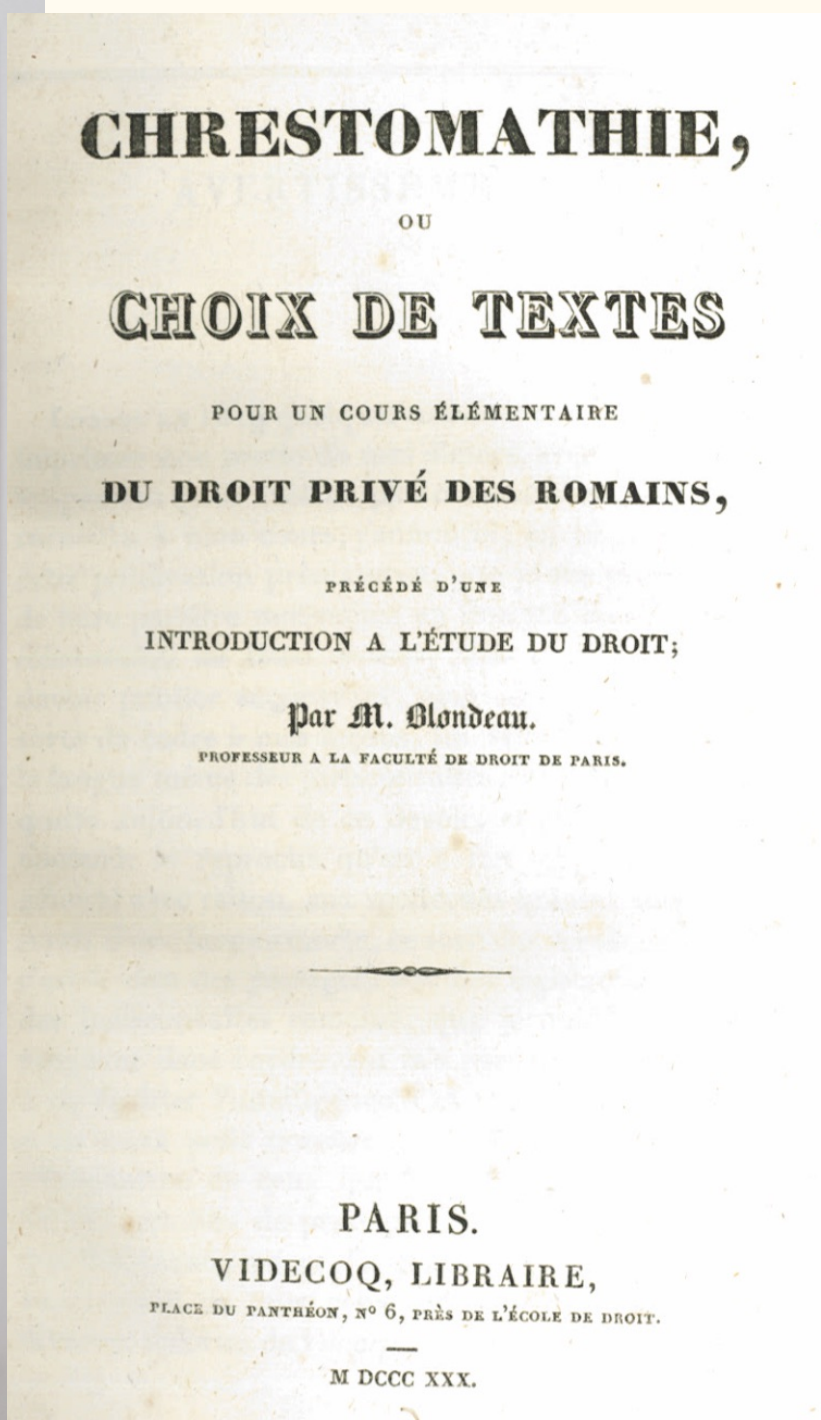 CHRESTOMATHIE,
OU
CHOIX DE TEXTES
POUR UN COURS ÉLÉMENTAIRE
DU DROIT PRIVÉ DES ROMAINS,
PRÉCÉDÉ D'UNE
INTRODUCTION A L'ÉTUDE DU DROIT;
Par M. Blondeau.
PROFESSEUR A LA FACULTÉ DE DROIT DE PARIS.
PARIS.
VIDECOQ, LIBRAIRE,
PLACE DU PANTHÉON, Nº 6, PRÈS DE L'ÉCOLE DE DROIT.
M DCCC XXX.